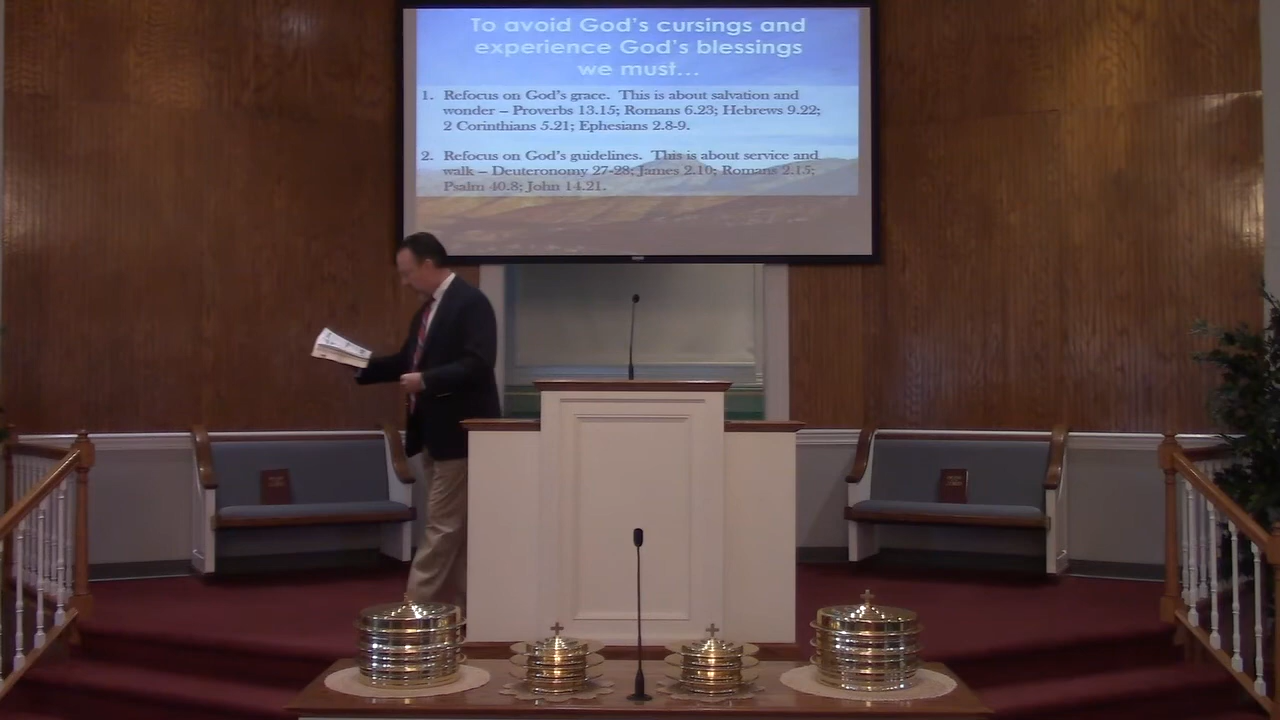 To avoid God's cursings and
experience God's blessings
we must...
1. Refocus on God's grace. This is about salvation and
wonder – Proverbs 13.15; Romans 6.23; Hebrews 9.22;
2 Corinthians 5.21; Ephesians 2.8-9.
2. Refocus on God's guidelines. This is about service and
walk – Deuteronomy 27-28; James 2.10; Romans 2.15;
Psalm 40.8; John 14.21.